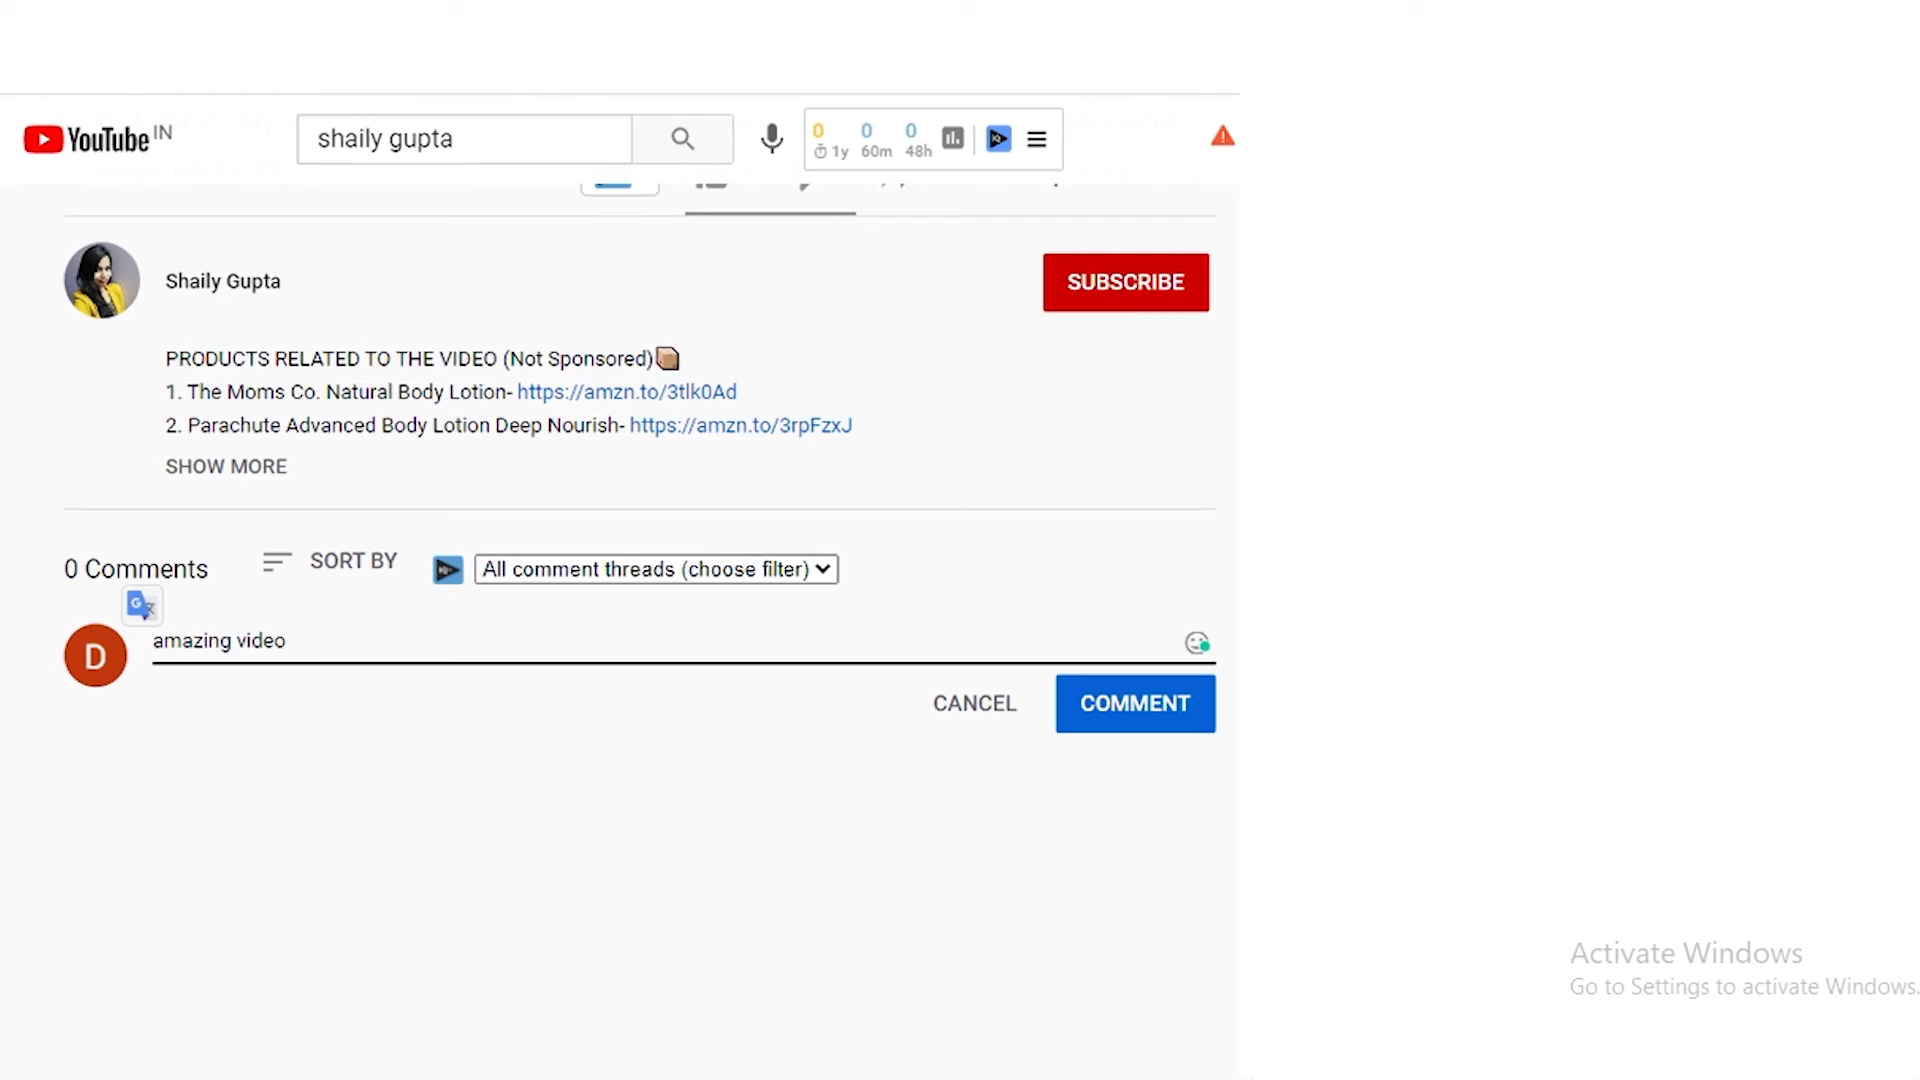 YouTube IN
shaily gupta
0 0 0
1y 60m 48h
Shaily Gupta
SUBSCRIBE
PRODUCTS RELATED TO THE VIDEO (Not Sponsored)📦
1. The Moms Co. Natural Body Lotion- https://amzn.to/3tlk0Ad
2. Parachute Advanced Body Lotion Deep Nourish- https://amzn.to/3rpFzxJ
SHOW MORE
0 Comments
SORT BY
All comment threads (choose filter)
amazing video
D
CANCEL
COMMENT
Activate Windows
Go to Settings to activate Windows.